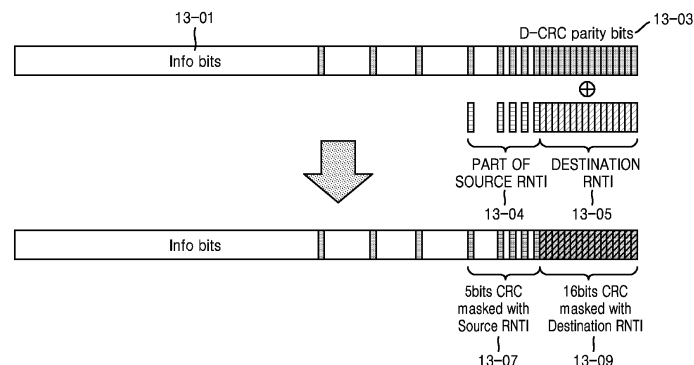 13-01
D-CRC parity bits
13-03
Info bits
⊕
PART OF
SOURCE RNTI
DESTINATION
RNTI
13-04
13-05
Info bits
5bits CRC
masked with
Source RNTI
16bits CRC
masked with
Destination RNTI
13-07
13-09